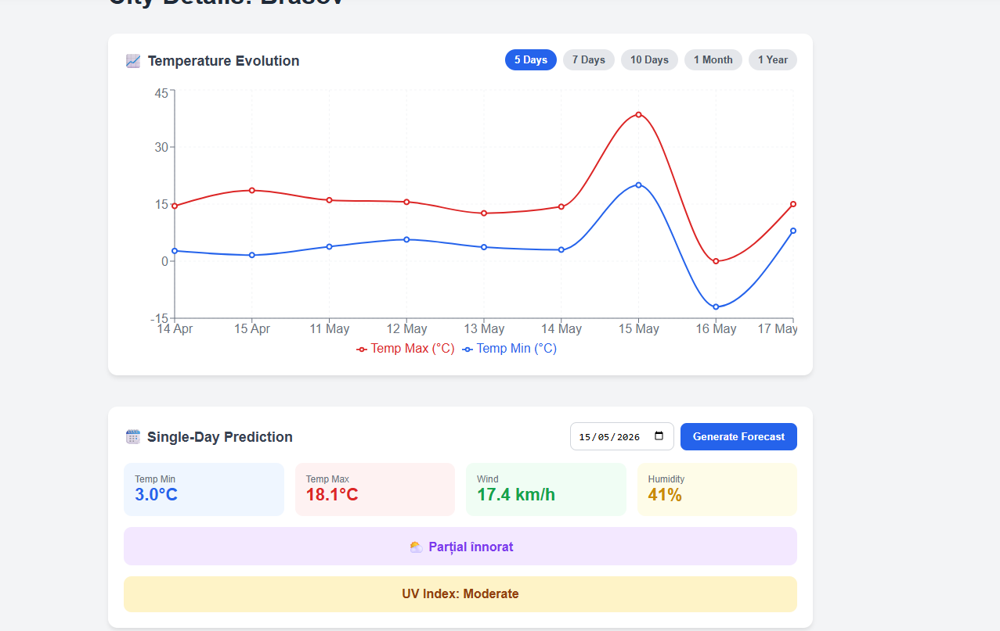 City Details: Brasov
Temperature Evolution
5 Days
7 Days
10 Days
1 Month
1 Year
45
30
15
0
-15
14 Apr
15 Apr
11 May
12 May
13 May
14 May
15 May
16 May
17 May
Temp Max (°C)
Temp Min (°C)
Single-Day Prediction
15/05/2026
Generate Forecast
Temp Min
3.0°C
Temp Max
18.1°C
Wind
17.4 km/h
Humidity
41%
Parțial înnorat
UV Index: Moderate